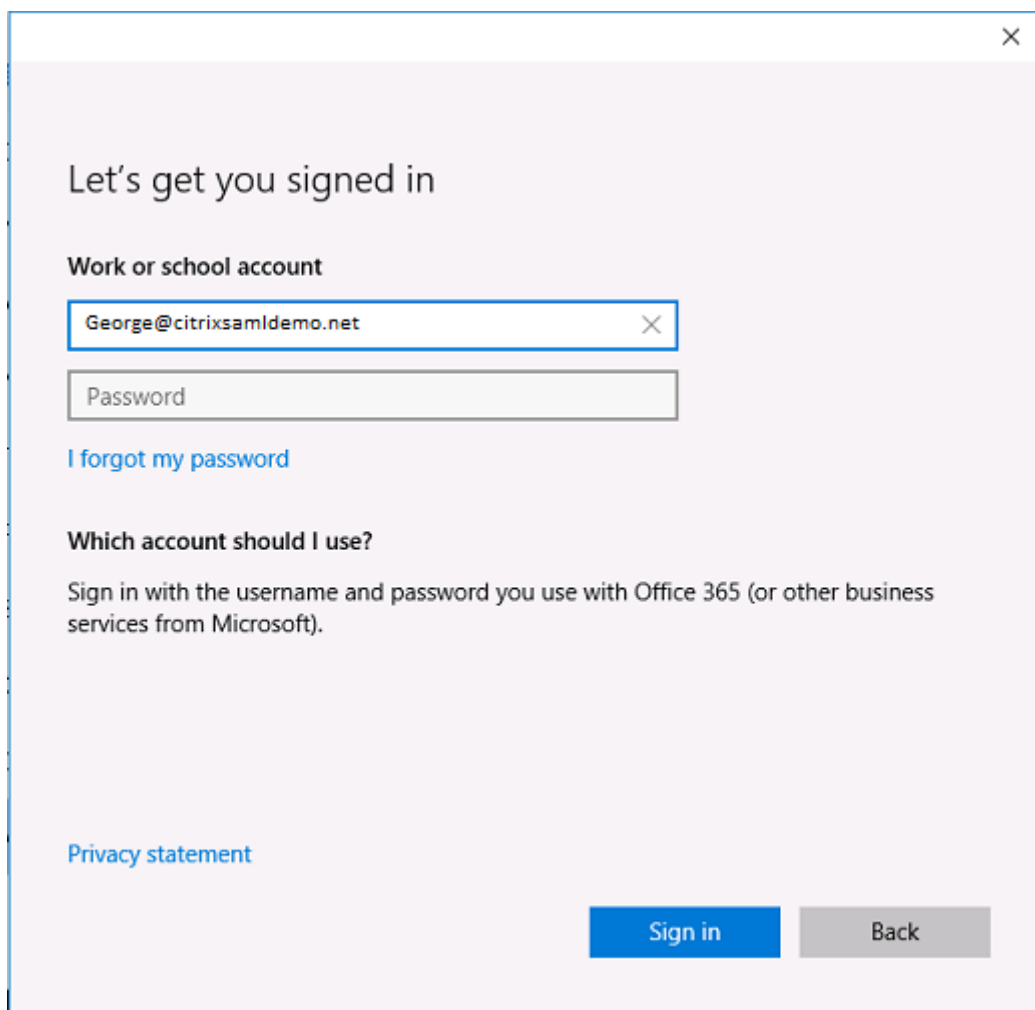 Let's get you signed in
Work or school account
George@citrixsamldemo.net
Password
I forgot my password
Which account should I use?
Sign in with the username and password you use with Office 365 (or other business
services from Microsoft).
Privacy statement
Sign in
Back